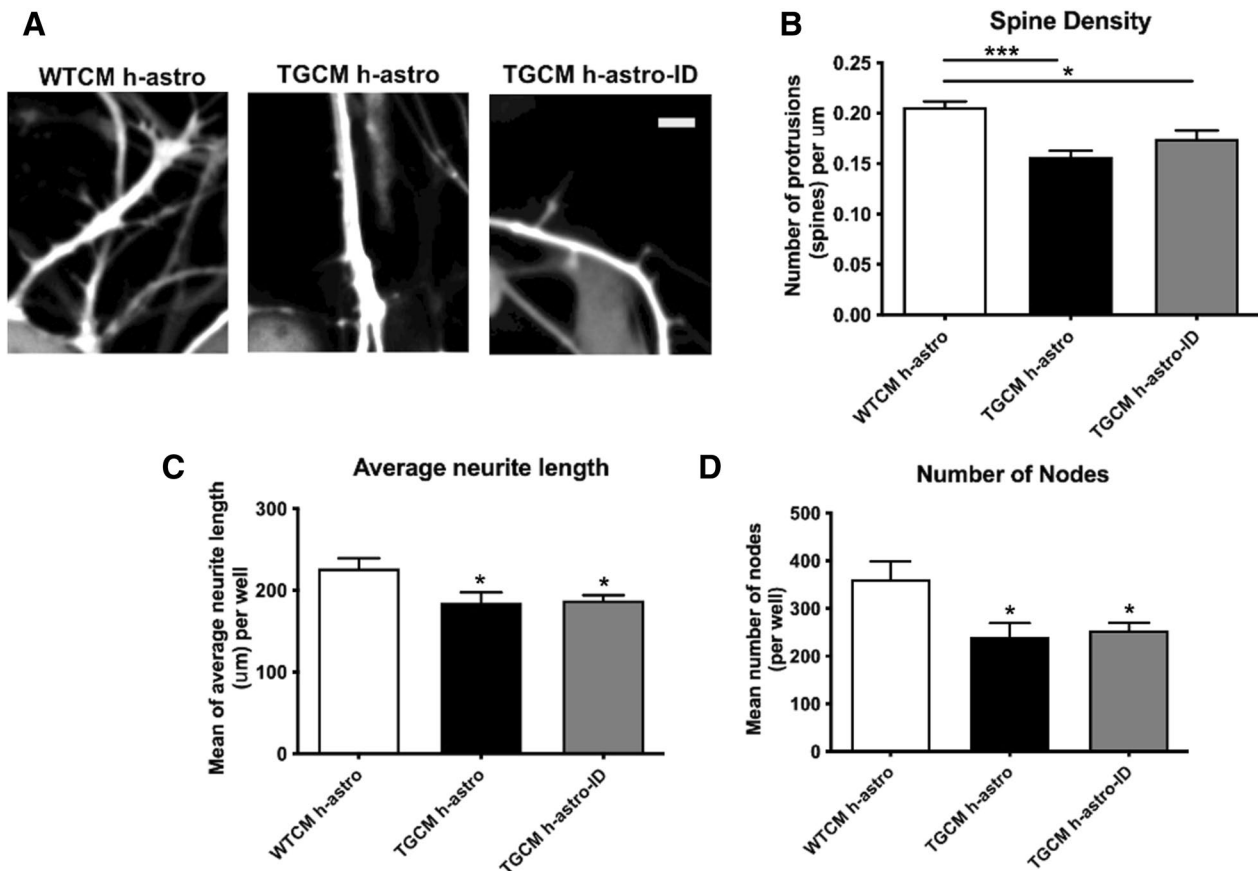 A
WTCM h-astro
TGCM h-astro
TGCM h-astro-ID
B
Spine Density
***
*
Number of protrusions
(spines) per um
0.25
0.20
0.15
0.10
0.05
0.00
WTCM h-astro
TGCM h-astro
TGCM h-astro-ID
C
Average neurite length
Mean of average neurite length
(um) per well
300
200
100
0
*
*
WTCM h-astro
TGCM h-astro
TGCM h-astro-ID
D
Number of Nodes
Mean number of nodes
(per well)
500
400
300
200
100
0
*
*
WTCM h-astro
TGCM h-astro
TGCM h-astro-ID